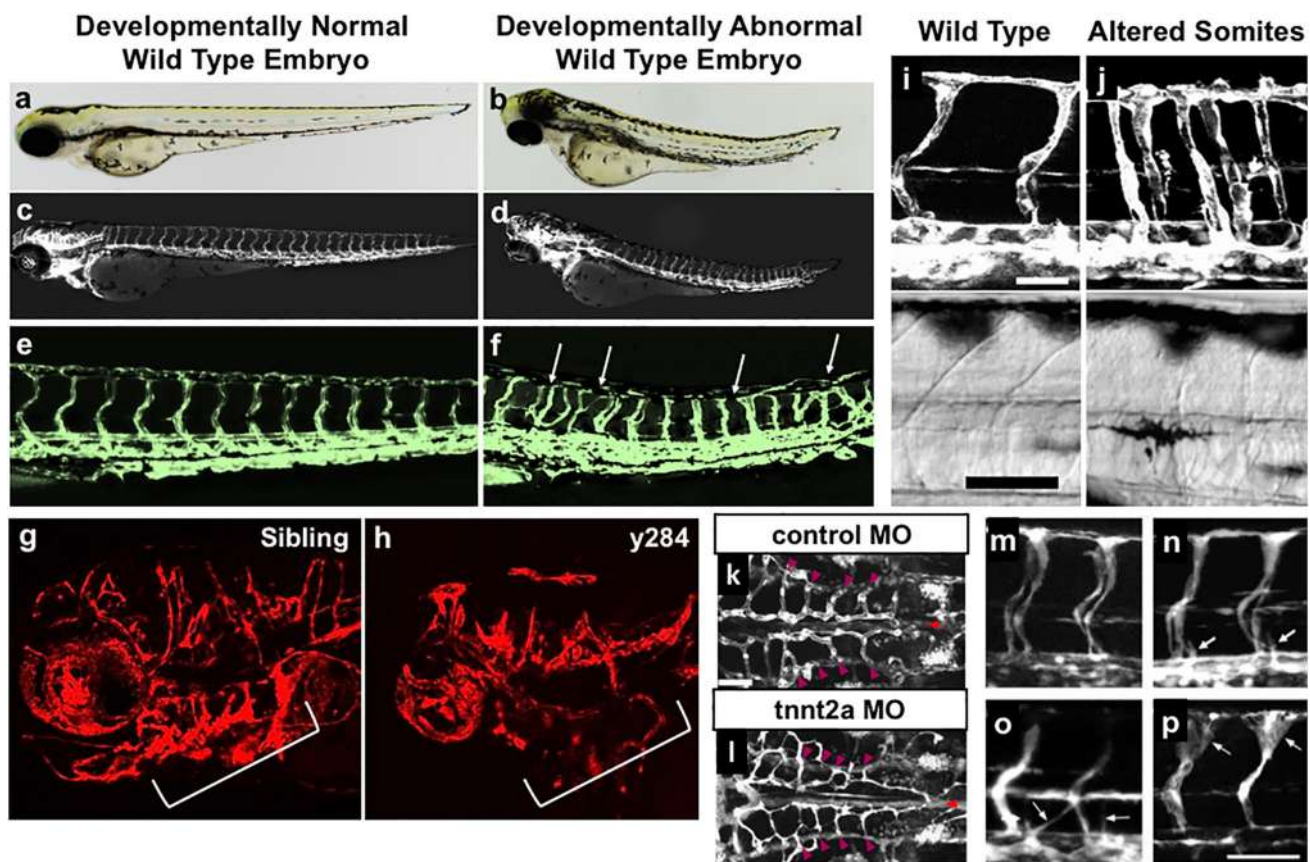 Developmentally Normal
Wild Type Embryo
Developmentally Abnormal
Wild Type Embryo
Wild Type
Altered Somites
a
b
c
d
e
f
i
j
g
Sibling
h
y284
control MO
k
tnnt2a MO
l
m
n
o
p